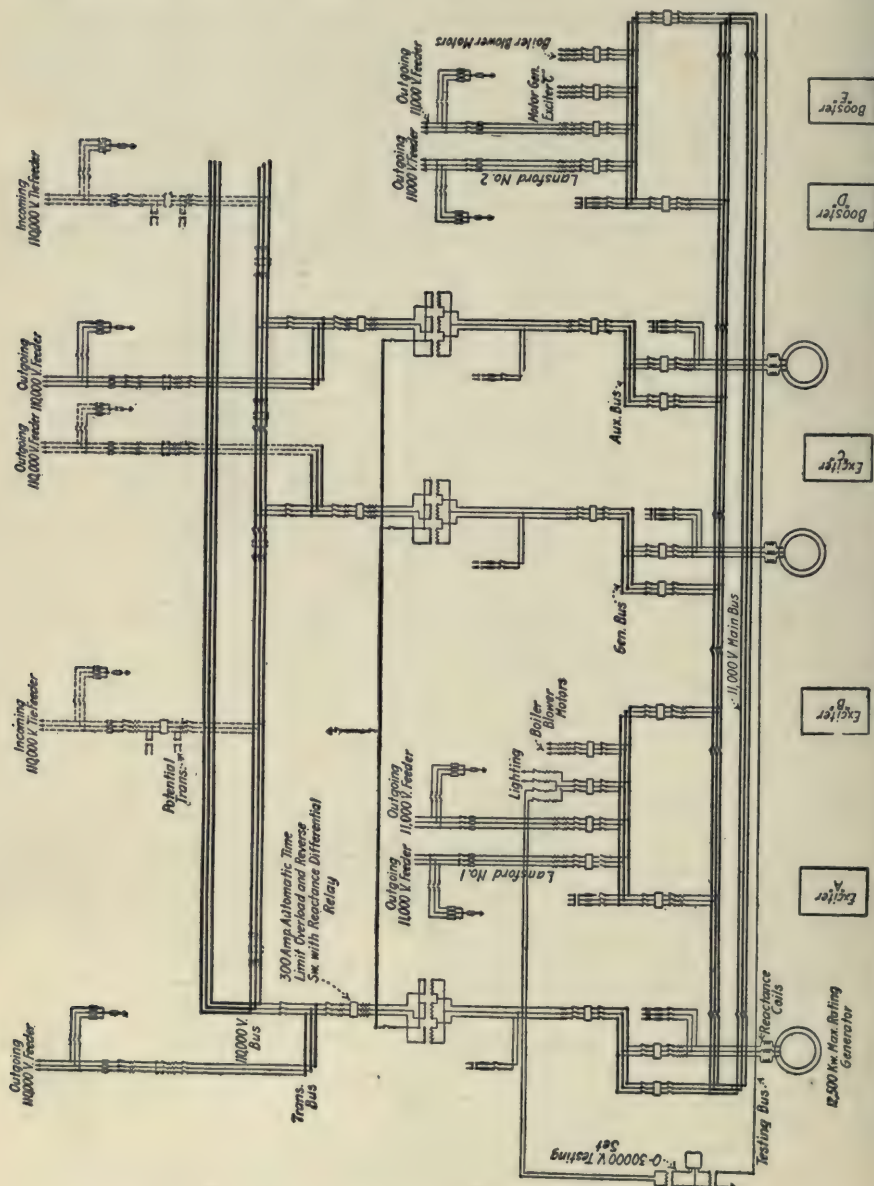 Incoming
110,000 V. Tie Feeder
Outgoing
110,000 V. Feeder
Outgoing
110,000 V. Feeder
Incoming
110,000 V. Tie Feeder
Potential
Trans.
Outgoing
110,000 V. Feeder
110,000 V.
Bus
Trans.
Bus
300 Amp. Automatic Time
Limit Overload and Reverse
Sw. with Reactance Differential
Relay
Outgoing
11,000 V. Feeder
Outgoing
11,000 V. Feeder
Lansford No. 2
Motor Gen.
Exciter C
Boiler Blower Motors
Aux. Bus
Gen. Bus
11,000 V. Main Bus
Outgoing
11,000 V. Feeder
Lansford No. 1
Outgoing
11,000 V. Feeder
Lighting
Boiler
Blower
Motors
0-30000 V. Testing
Set
Testing Bus
Reactance
Coils
12,500 Kw. Max. Rating
Generator
Booster
E
Booster
D
Exciter
C
Exciter
B
Exciter
A